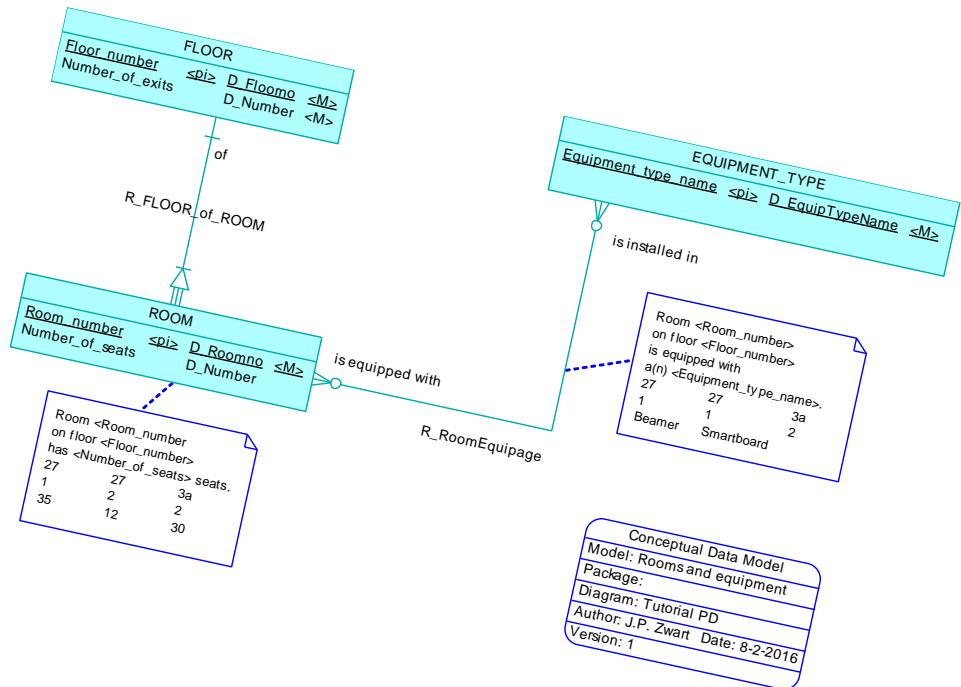 FLOOR
Floor_number <pi> D_Floorno <M>
Number_of_exits D_Number <M>
of
R_FLOOR_of_ROOM
ROOM
Room_number <pi> D_Roomno <M>
Number_of_seats D_Number
EQUIPMENT_TYPE
Equipment_type_name <pi> D_EquipTypeName <M>
is installed in
is equipped with
R_RoomEquipage
Room <Room_number>
on floor <Floor_number>
is equipped with
a(n) <Equipment_type_name>.
27 27 3a
1 1 2
Beamer Smartboard
Room <Room_number
on floor <Floor_number>
has <Number_of_seats> seats.
27 27 3a
1 2 2
35 12 30
Conceptual Data Model
Model: Rooms and equipment
Package:
Diagram: Tutorial PD
Author: J.P. Zwart Date: 8-2-2016
Version: 1